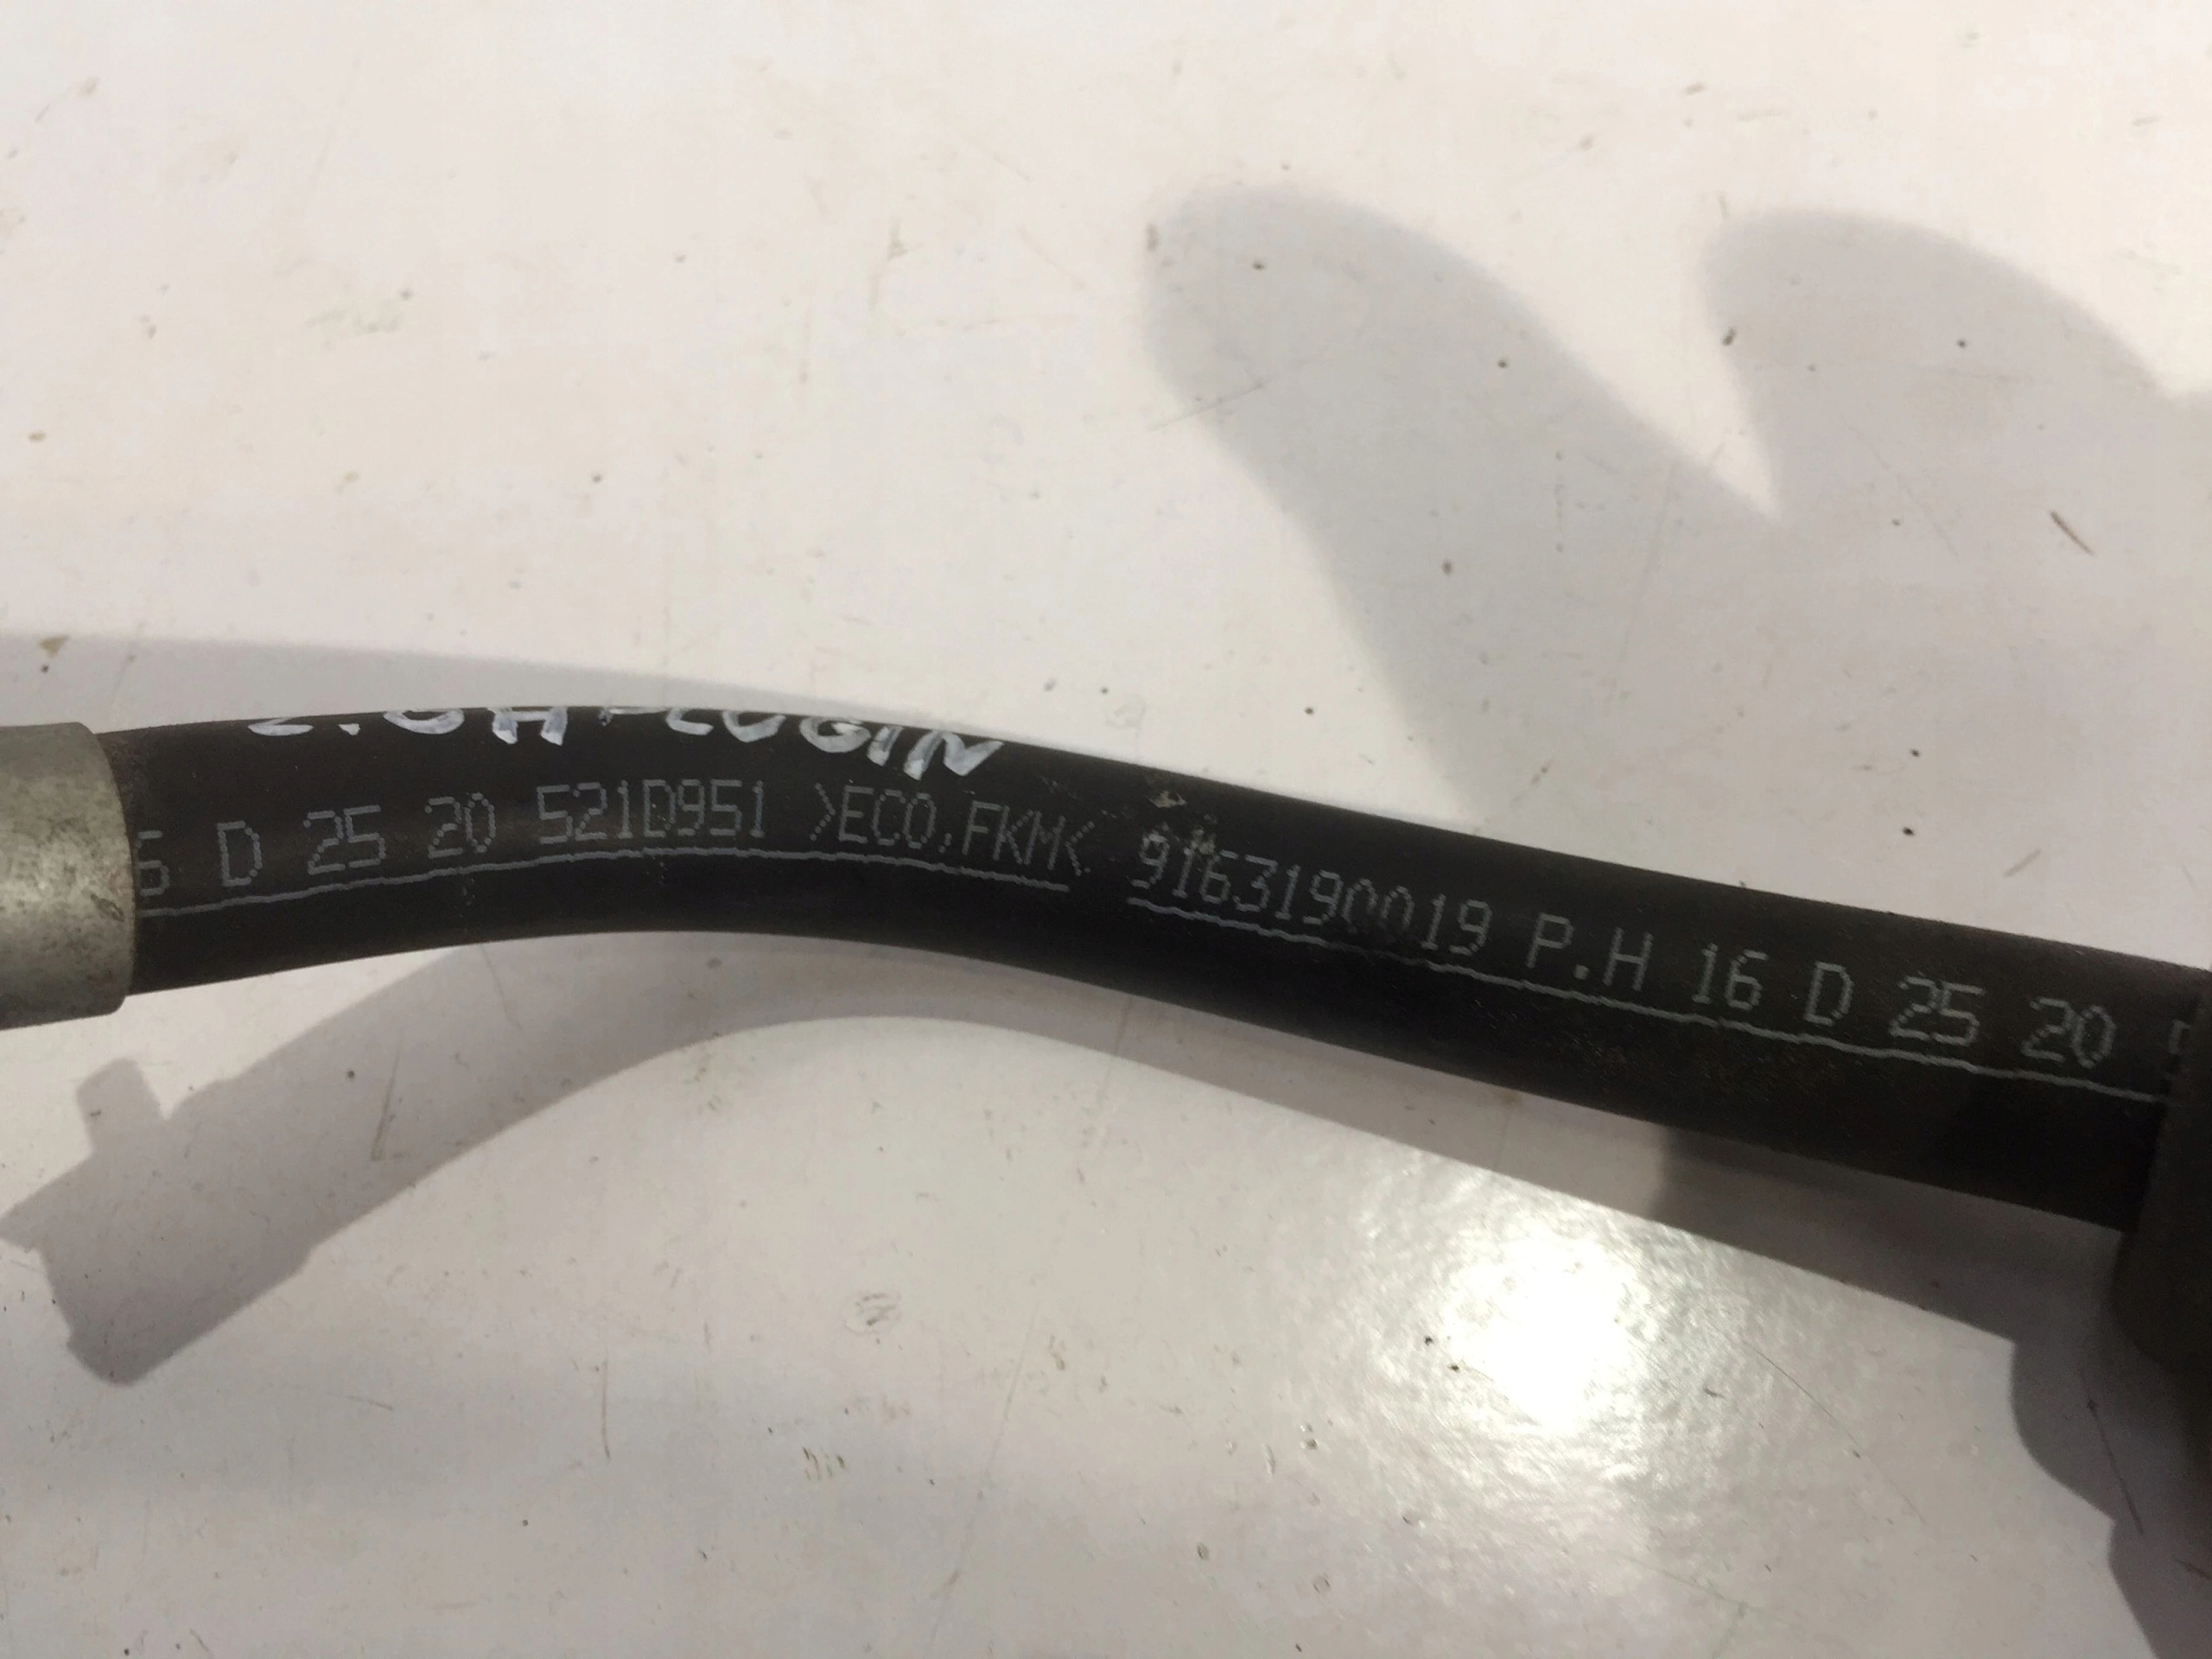 PLUGIN
6 D 25 20 521D951 >ECO,FKM< 9163190019 P.H 16 D 25 20